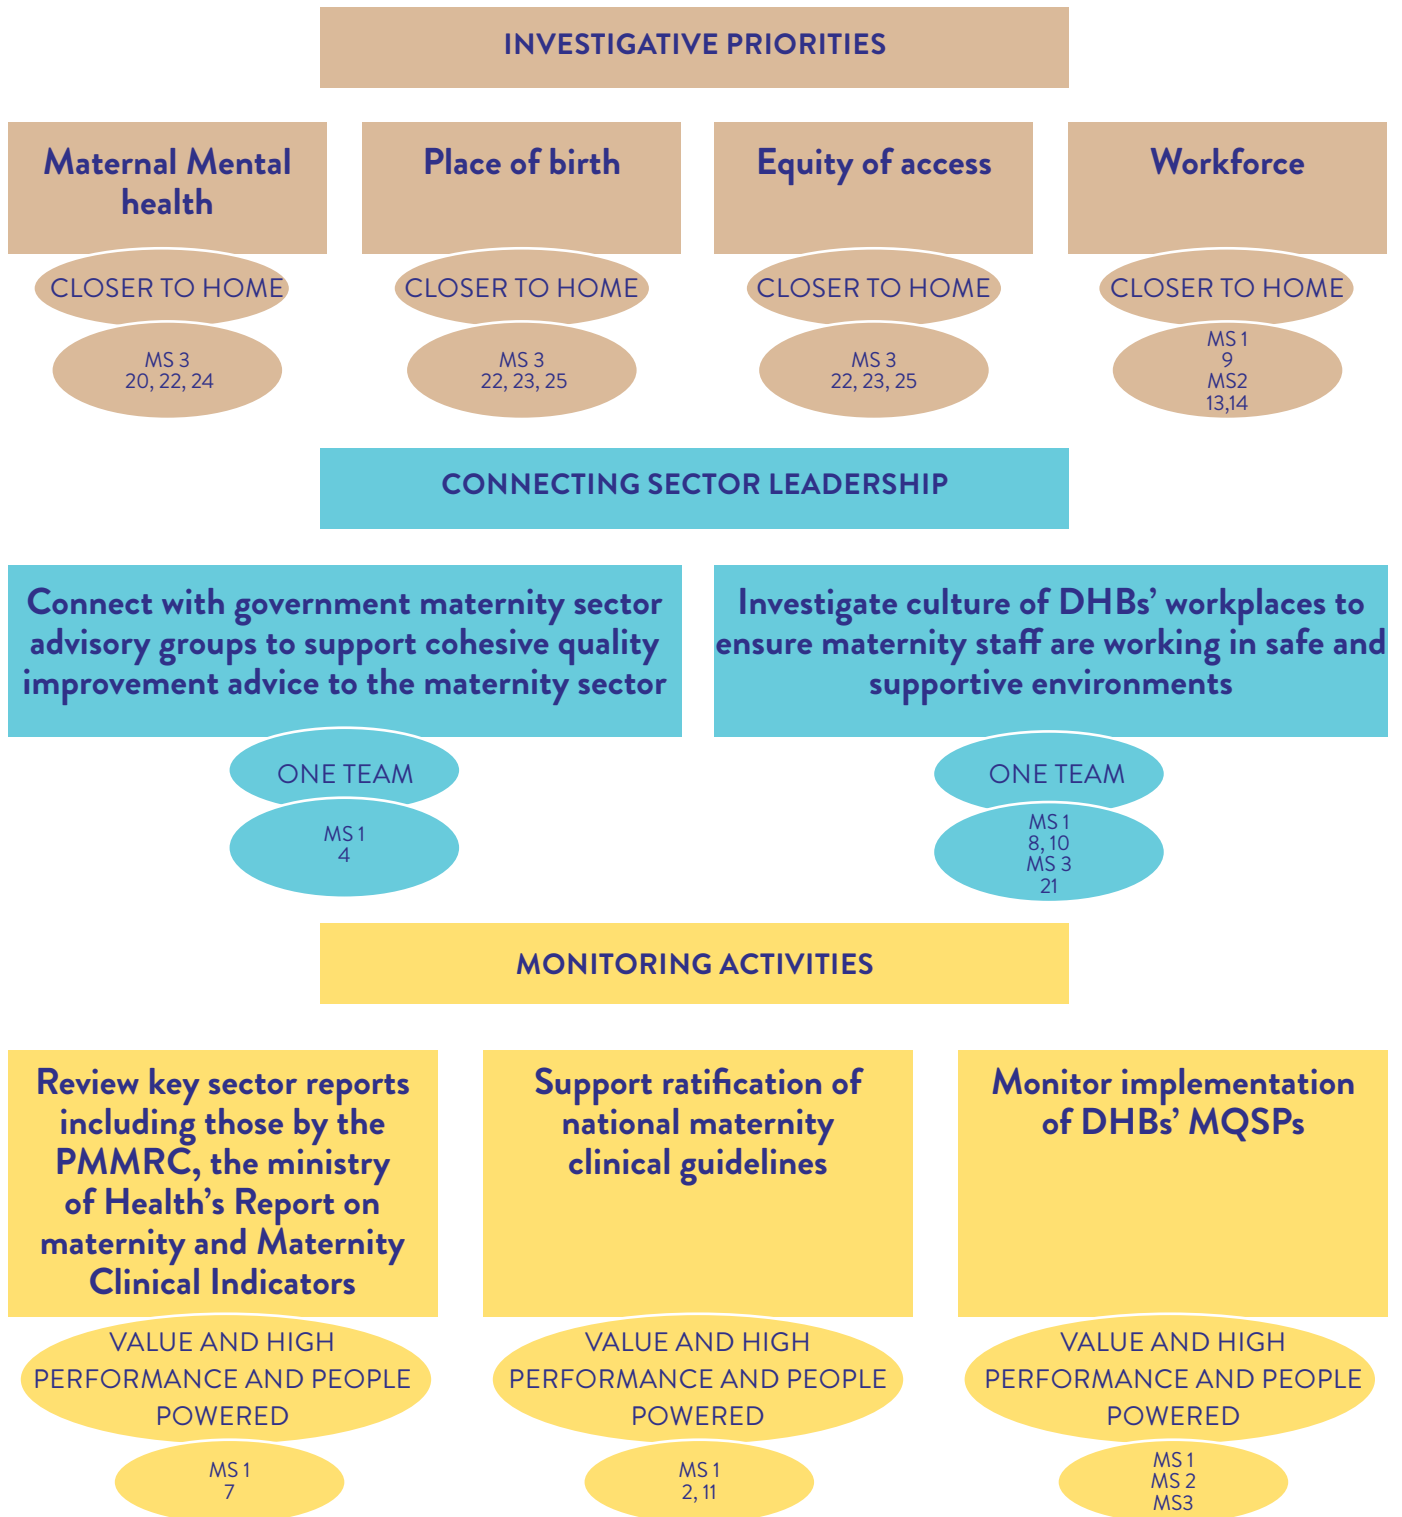 INVESTIGATIVE PRIORITIES
Maternal Mental
health
CLOSER TO HOME
MS 3
20, 22, 24
Place of birth
CLOSER TO HOME
MS 3
22, 23, 25
Equity of access
CLOSER TO HOME
MS 3
22, 23, 25
Workforce
CLOSER TO HOME
MS 1
9
MS2
13,14
CONNECTING SECTOR LEADERSHIP
Connect with government maternity sector
advisory groups to support cohesive quality
improvement advice to the maternity sector
ONE TEAM
MS 1
4
Investigate culture of DHBs’ workplaces to
ensure maternity staff are working in safe and
supportive environments
ONE TEAM
MS 1
8, 10
MS 3
21
MONITORING ACTIVITIES
Review key sector reports
including those by the
PMMRC, the ministry
of Health’s Report on
maternity and Maternity
Clinical Indicators
VALUE AND HIGH
PERFORMANCE AND PEOPLE
POWERED
MS 1
7
Support ratification of
national maternity
clinical guidelines
VALUE AND HIGH
PERFORMANCE AND PEOPLE
POWERED
MS 1
2, 11
Monitor implementation
of DHBs’ MQSPs
VALUE AND HIGH
PERFORMANCE AND PEOPLE
POWERED
MS 1
MS 2
MS3